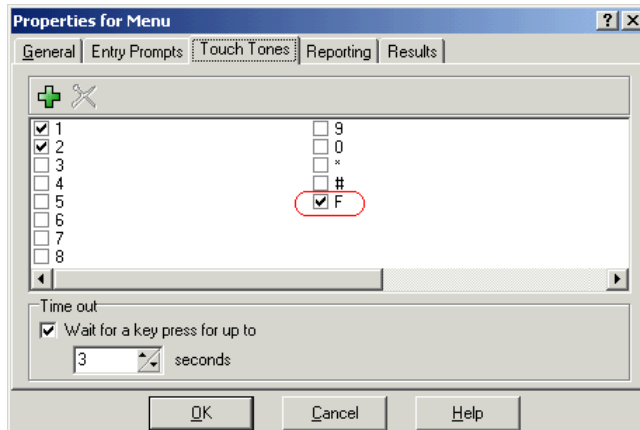 Properties for Menu
General Entry Prompts Touch Tones Reporting Results
1
2
3
4
5
6
7
8
9
0
*
#
F
Time out
Wait for a key press for up to
3 seconds
OK Cancel Help